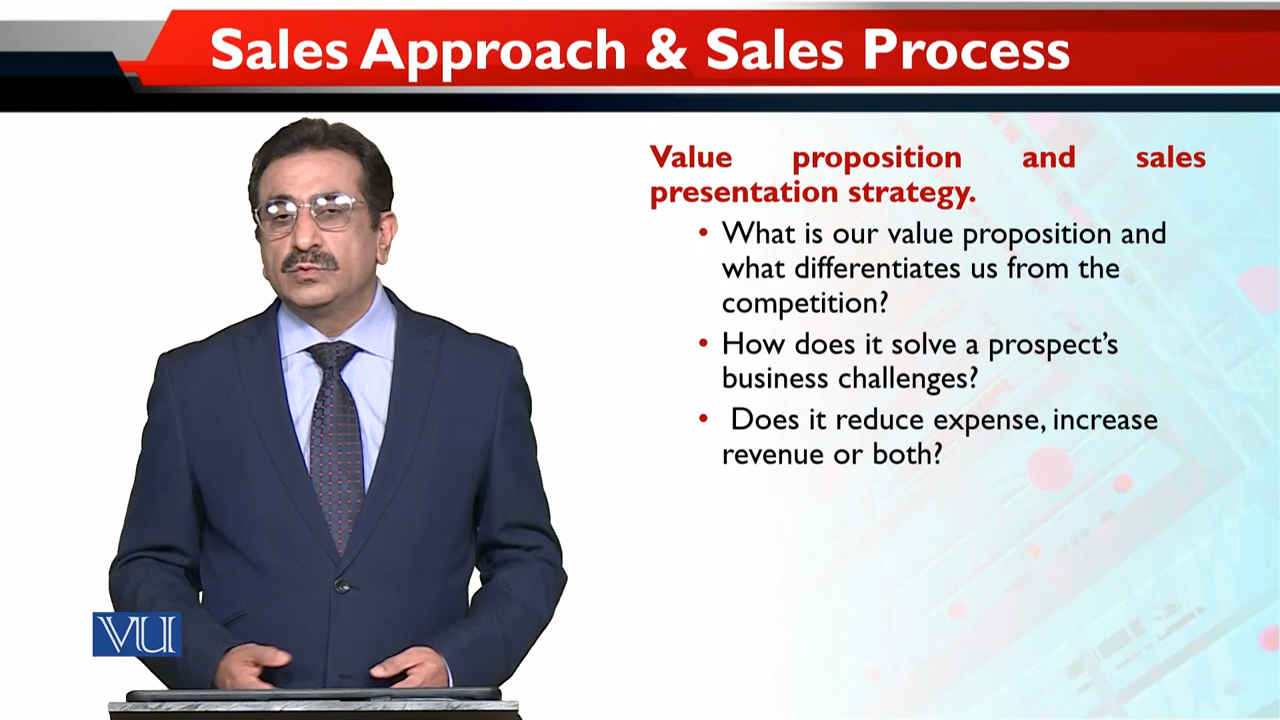 Sales Approach & Sales Process
Value proposition and sales
presentation strategy.
• What is our value proposition and
what differentiates us from the
competition?
• How does it solve a prospect's
business challenges?
• Does it reduce expense, increase
revenue or both?
VU